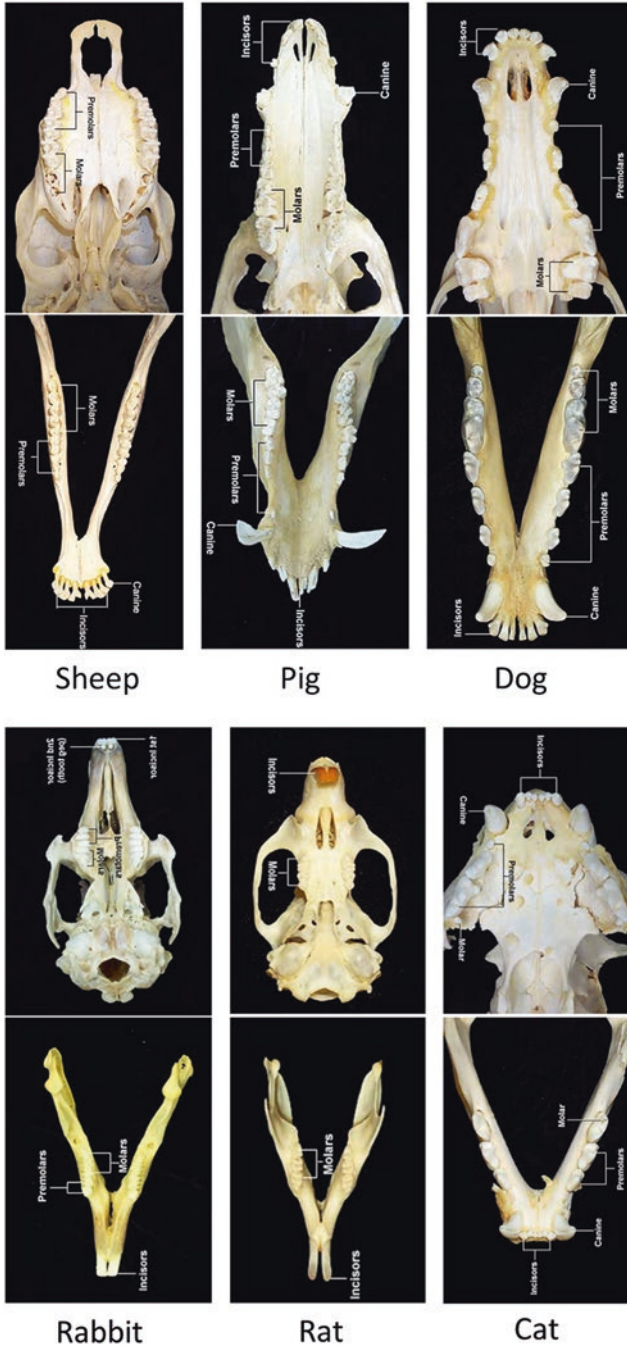 Premolars
Molars
Molars
Premolars
Canine
Incisors
Sheep
Incisors
Canine
Premolars
Molars
Molars
Premolars
Canine
Incisors
Pig
Incisors
Canine
Premolars
Molars
Molars
Premolars
Canine
Incisors
Dog
1st incisor
2nd incisor
(peg tooth)
Premolars
Molars
Molars
Premolars
Incisors
Rabbit
Incisors
Molars
Molars
Incisors
Rat
Incisors
Canine
Premolars
Molar
Molar
Premolars
Canine
Incisors
Cat